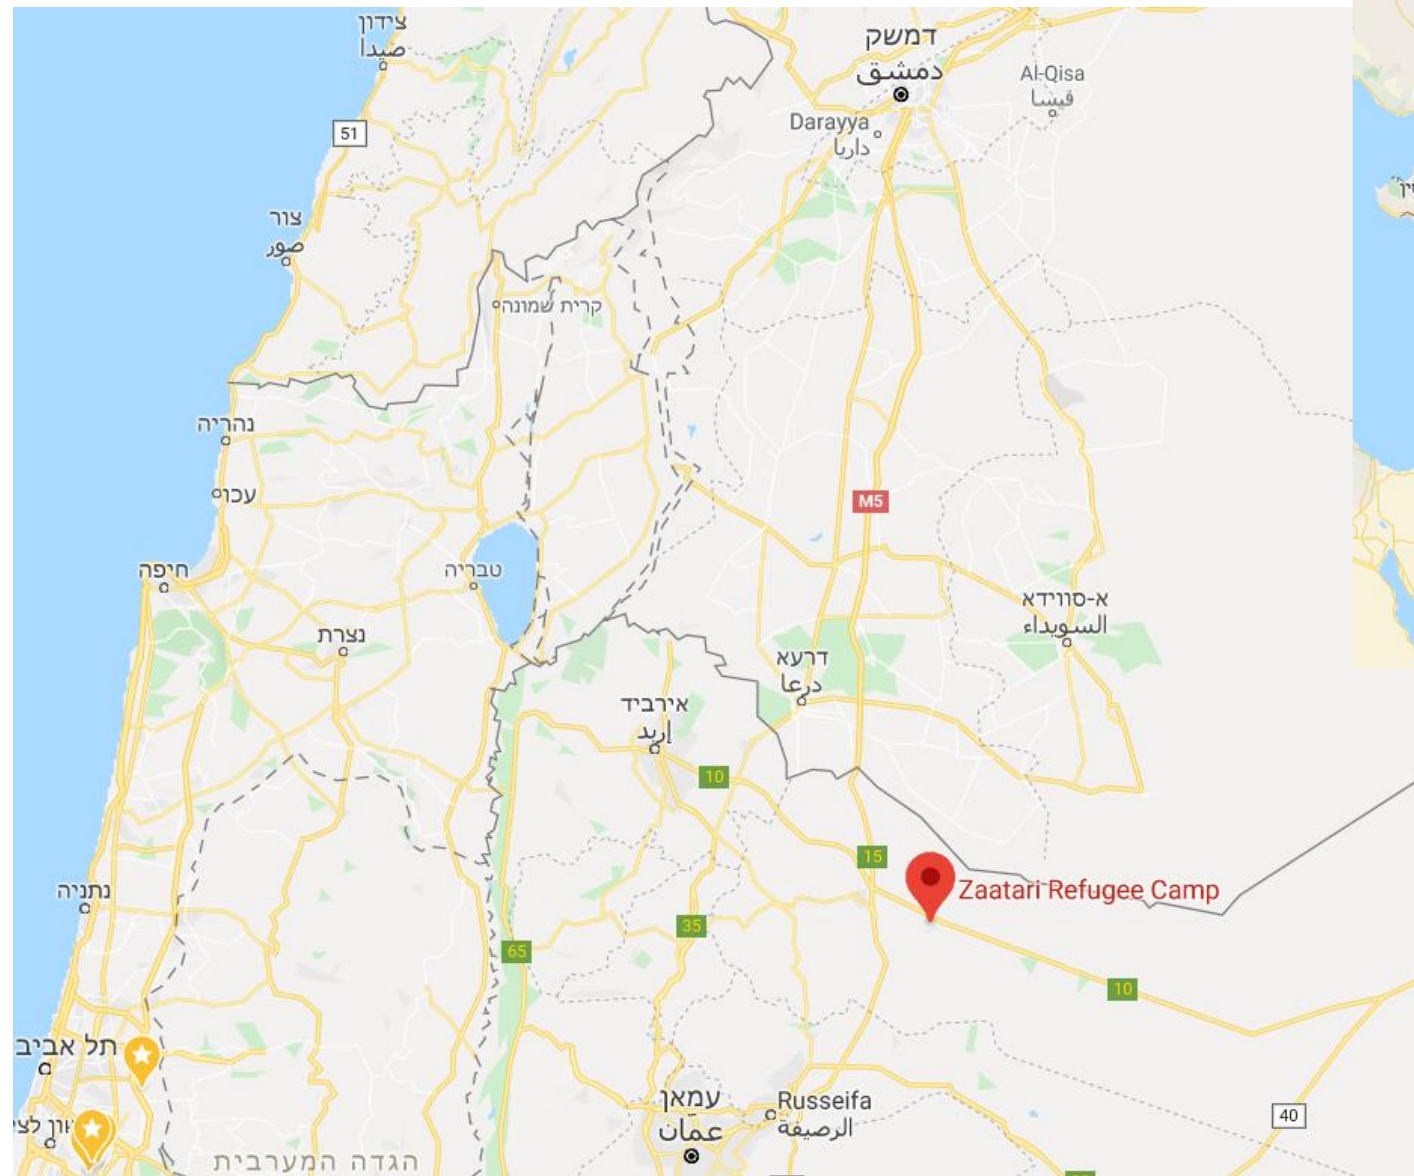 צידון
صيدا
דמשק
دمشق
Al-Qisa
قيسا
51
Darayya
داريا
צור
صور
קרית שמונה
נהריה
עכו
M5
חיפה
טבריה
א-סווידא
السويداء
נצרת
דרעא
درعا
אירביד
إربد
10
15
Zaatari Refugee Camp
נתניה
35
65
10
תל אביב
עמאן
عمان
Russeifa
الرصيفة
40
הגדה המערבית